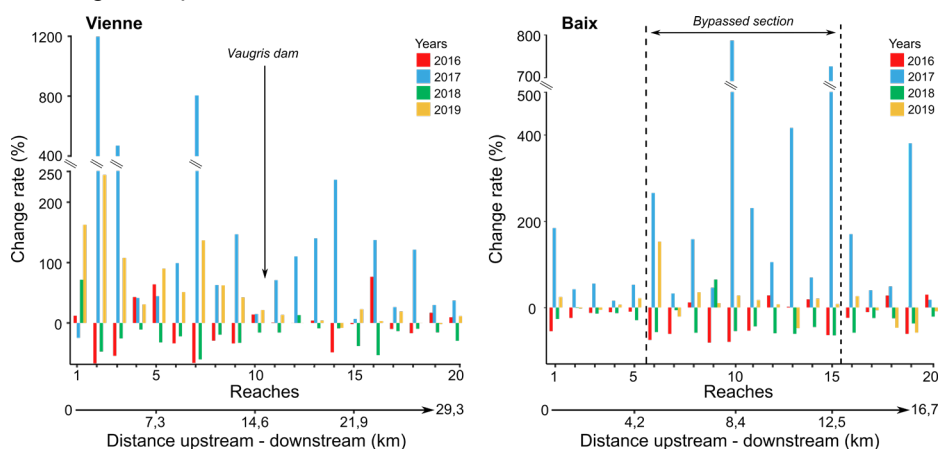 Vienne
Change rate (%)
1200
800
400
250
200
100
0
Vaugris dam
Years
2016
2017
2018
2019
1 5 10 15 20
Reaches
0 7,3 14,6 21,9 29,3
Distance upstream - downstream (km)
Baix
Change rate (%)
800
700
500
400
200
0
Bypassed section
Years
2016
2017
2018
2019
1 5 10 15 20
Reaches
0 4,2 8,4 12,5 16,7
Distance upstream - downstream (km)